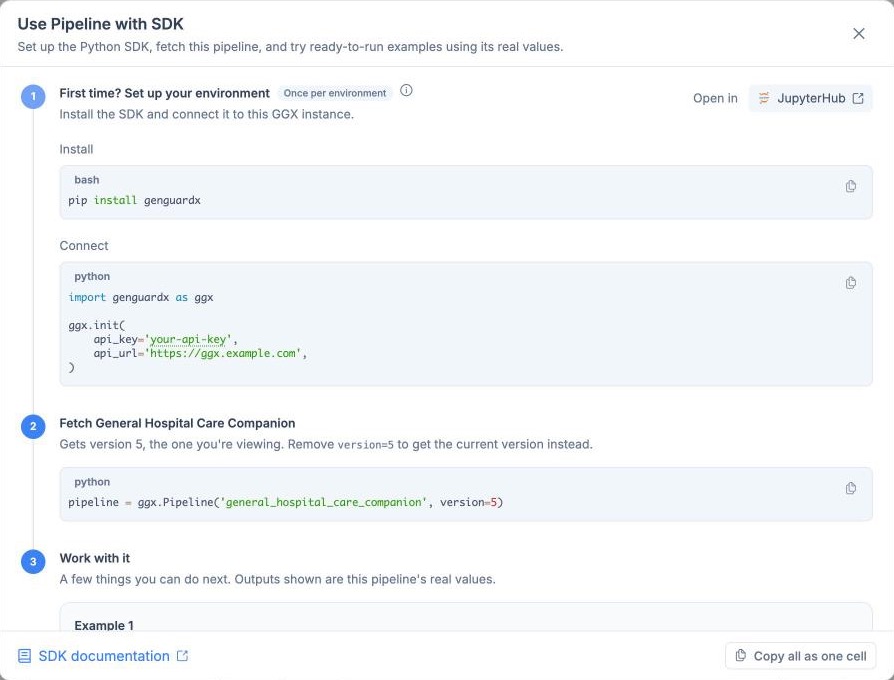 Use Pipeline with SDK
Set up the Python SDK, fetch this pipeline, and try ready-to-run examples using its real values.
1
First time? Set up your environment Once per environment
Open in JupyterHub
Install the SDK and connect it to this GGX instance.
Install
bash
pip install genguardx
Connect
python
import genguardx as ggx
ggx.init(
    api_key='your-api-key',
    api_url='https://ggx.example.com',
)
2
Fetch General Hospital Care Companion
Gets version 5, the one you're viewing. Remove version=5 to get the current version instead.
python
pipeline = ggx.Pipeline('general_hospital_care_companion', version=5)
3
Work with it
A few things you can do next. Outputs shown are this pipeline's real values.
Example 1
SDK documentation
Copy all as one cell